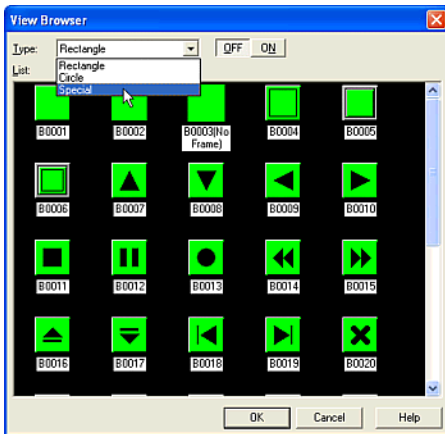 View Browser
Type: Rectangle OFF ON
Rectangle
Circle
Special
List:
B0001 B0002 B0003(No Frame) B0004 B0005
B0006 B0007 B0008 B0009 B0010
B0011 B0012 B0013 B0014 B0015
B0016 B0017 B0018 B0019 B0020
OK Cancel Help